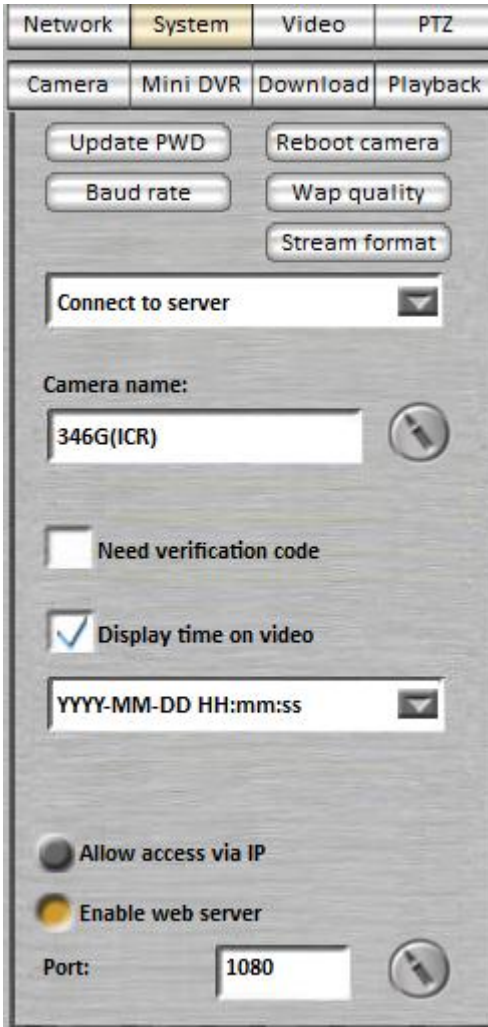 Network System Video PTZ
Camera Mini DVR Download Playback
Update PWD Reboot camera
Baud rate Wap quality
Stream format
Connect to server
Camera name:
346G(ICR)
Need verification code
Display time on video
YYYY-MM-DD HH:mm:ss
Allow access via IP
Enable web server
Port: 1080